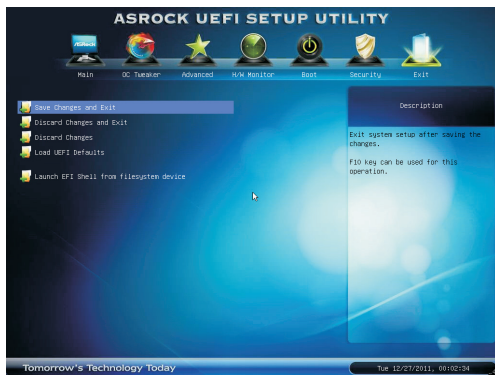 ASROCK UEFI SETUP UTILITY
ASRock
Main OC Tweaker Advanced H/W Monitor Boot Security Exit
Save Changes and Exit
Discard Changes and Exit
Discard Changes
Load UEFI Defaults
Launch EFI Shell from filesystem device
Description
Exit system setup after saving the
changes.
F10 key can be used for this
operation.
Tomorrow's Technology Today
Tue 12/27/2011, 00:02:34